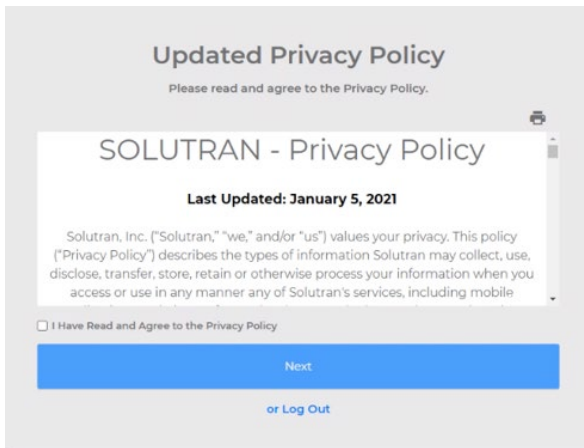 Updated Privacy Policy
Please read and agree to the Privacy Policy.
SOLUTRAN - Privacy Policy
Last Updated: January 5, 2021
Solutran, Inc. (“Solutran,” “we,” and/or “us”) values your privacy. This policy
(“Privacy Policy”) describes the types of information Solutran may collect, use,
disclose, transfer, store, retain or otherwise process your information when you
access or use in any manner any of Solutran's services, including mobile
I Have Read and Agree to the Privacy Policy
Next
or Log Out